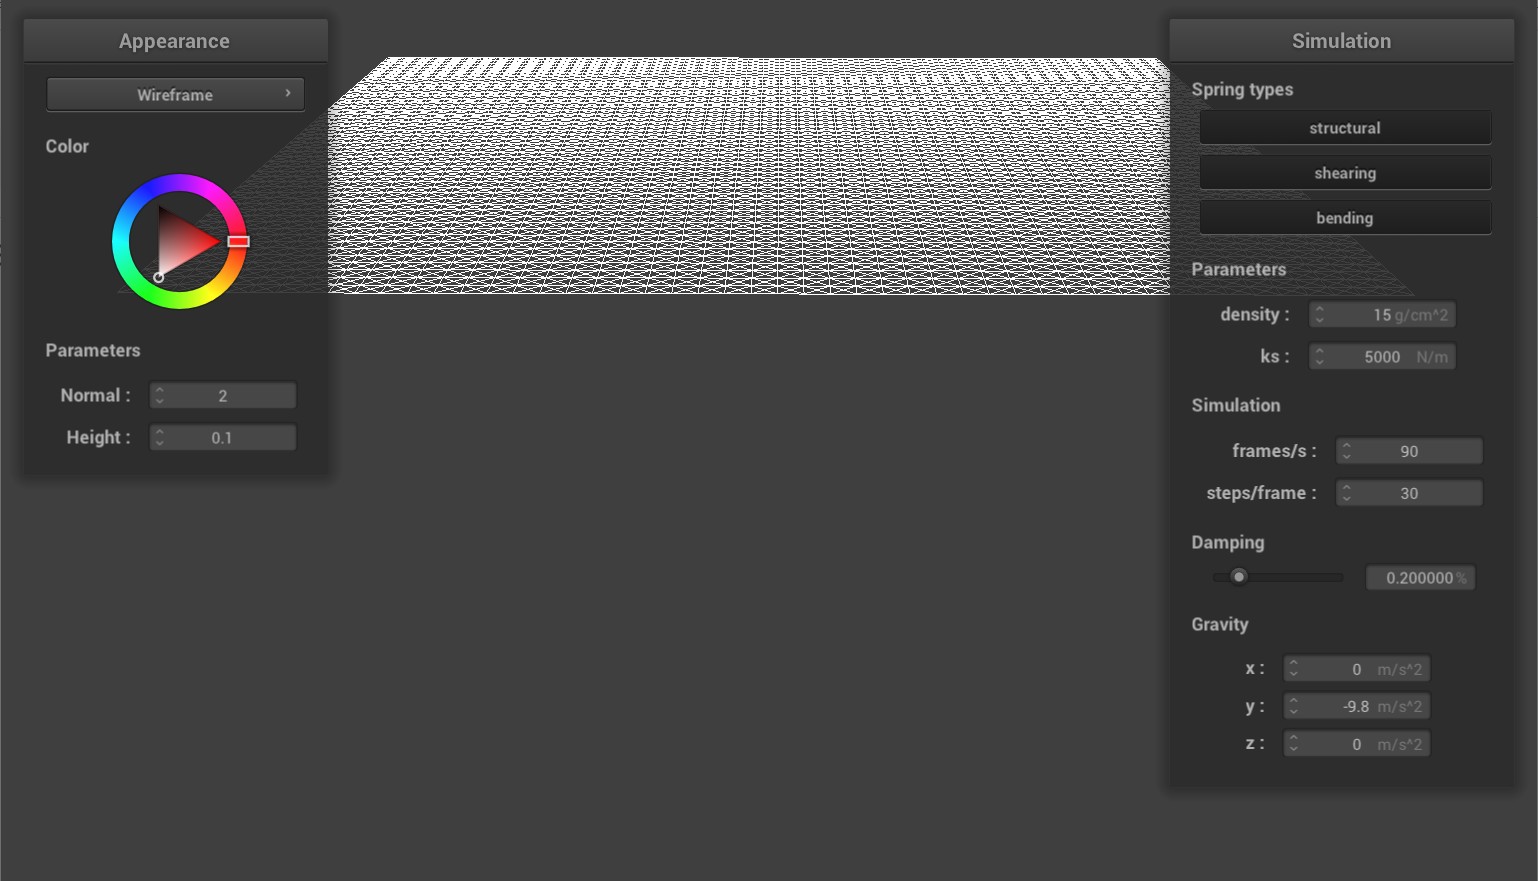 Appearance
Wireframe ›
Color
Parameters
Normal : 2
Height : 0.1
Simulation
Spring types
structural
shearing
bending
Parameters
density : 15 g/cm^2
ks : 5000 N/m
Simulation
frames/s : 90
steps/frame : 30
Damping
0.200000 %
Gravity
x : 0 m/s^2
y : -9.8 m/s^2
z : 0 m/s^2